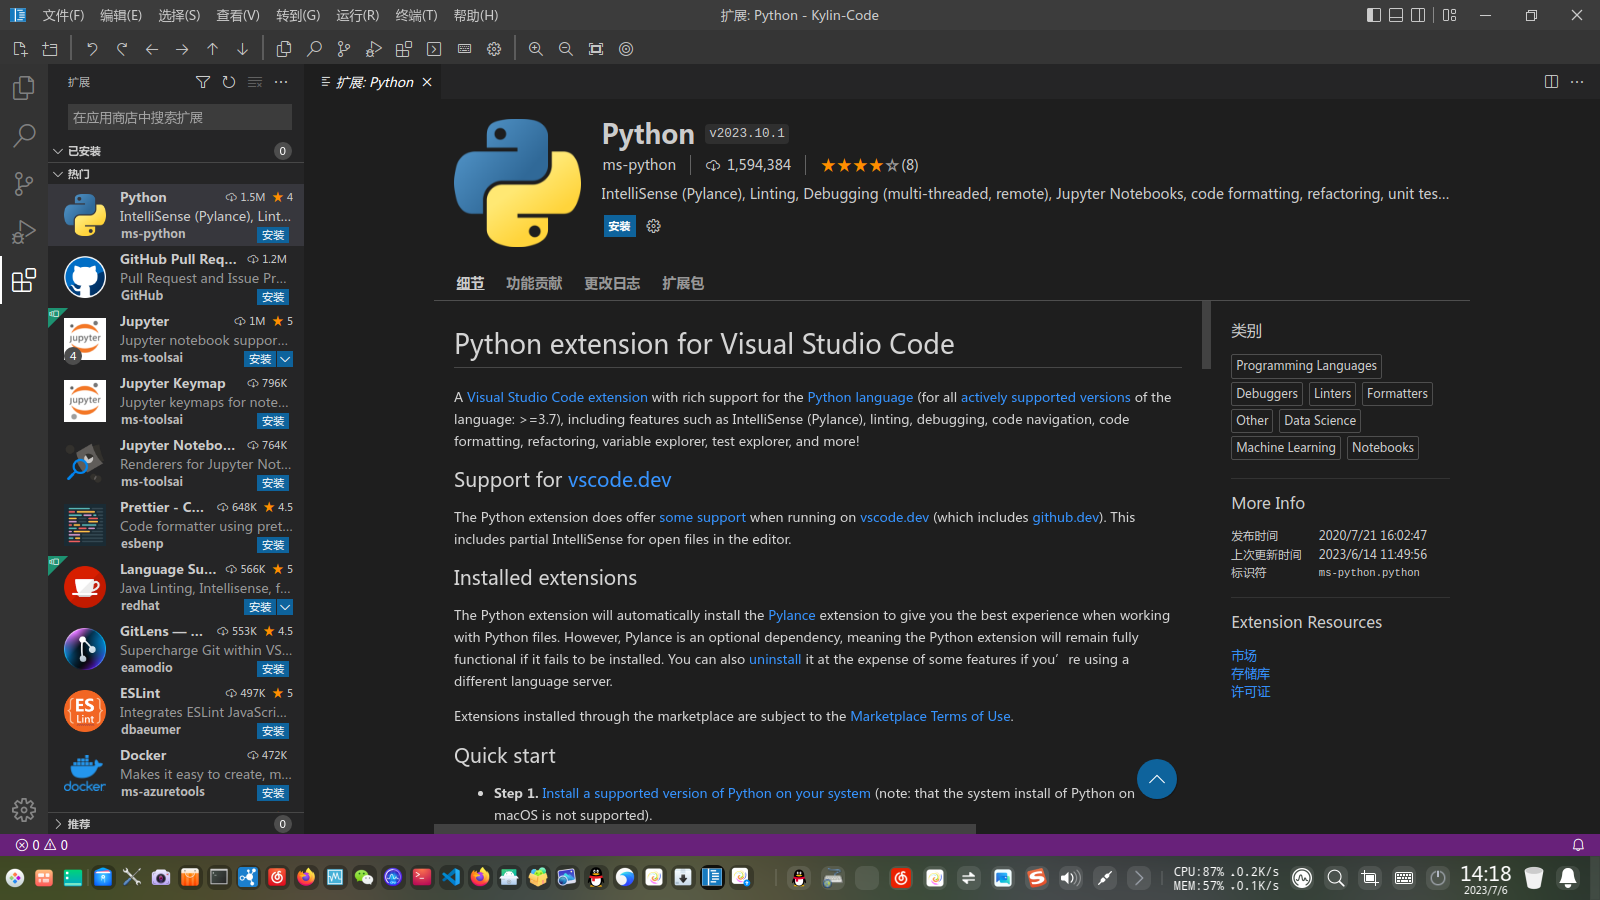 文件(F) 编辑(E) 选择(S) 查看(V) 转到(G) 运行(R) 终端(T) 帮助(H) 扩展: Python - Kylin-Code
扩展
扩展: Python
在应用商店中搜索扩展
已安装 0
热门
Python 1.5M ★ 4
IntelliSense (Pylance), Lint...
ms-python 安装
GitHub Pull Req... 1.2M
Pull Request and Issue Pr...
GitHub 安装
Jupyter 1M ★ 5
jupyter
4
Jupyter notebook suppor...
ms-toolsai 安装
Jupyter Keymap 796K
jupyter
Jupyter keymaps for note...
ms-toolsai 安装
Jupyter Notebo... 764K
Renderers for Jupyter Not...
ms-toolsai 安装
Prettier - C... 648K ★ 4.5
Code formatter using pret...
esbenp 安装
Language Su... 566K ★ 5
Java Linting, Intellisense, f...
redhat 安装
GitLens — ... 553K ★ 4.5
Supercharge Git within VS...
eamodio 安装
ESLint 497K ★ 5
ES
Lint
Integrates ESLint JavaScri...
dbaeumer 安装
Docker 472K
docker
Makes it easy to create, m...
ms-azuretools 安装
推荐 0
Python v2023.10.1
ms-python 1,594,384 ★★★★☆(8)
IntelliSense (Pylance), Linting, Debugging (multi-threaded, remote), Jupyter Notebooks, code formatting, refactoring, unit tes...
安装
细节 功能贡献 更改日志 扩展包
Python extension for Visual Studio Code
A Visual Studio Code extension with rich support for the Python language (for all actively supported versions of the
language: >=3.7), including features such as IntelliSense (Pylance), linting, debugging, code navigation, code
formatting, refactoring, variable explorer, test explorer, and more!
Support for vscode.dev
The Python extension does offer some support when running on vscode.dev (which includes github.dev). This
includes partial IntelliSense for open files in the editor.
Installed extensions
The Python extension will automatically install the Pylance extension to give you the best experience when working
with Python files. However, Pylance is an optional dependency, meaning the Python extension will remain fully
functional if it fails to be installed. You can also uninstall it at the expense of some features if you’re using a
different language server.
Extensions installed through the marketplace are subject to the Marketplace Terms of Use.
Quick start
• Step 1. Install a supported version of Python on your system (note: that the system install of Python on
macOS is not supported).
类别
Programming Languages
Debuggers Linters Formatters
Other Data Science
Machine Learning Notebooks
More Info
发布时间 2020/7/21 16:02:47
上次更新时间 2023/6/14 11:49:56
标识符 ms-python.python
Extension Resources
市场
存储库
许可证
0 0
CPU:87% 0.2K/s
MEM:57% 0.1K/s
14:18
2023/7/6